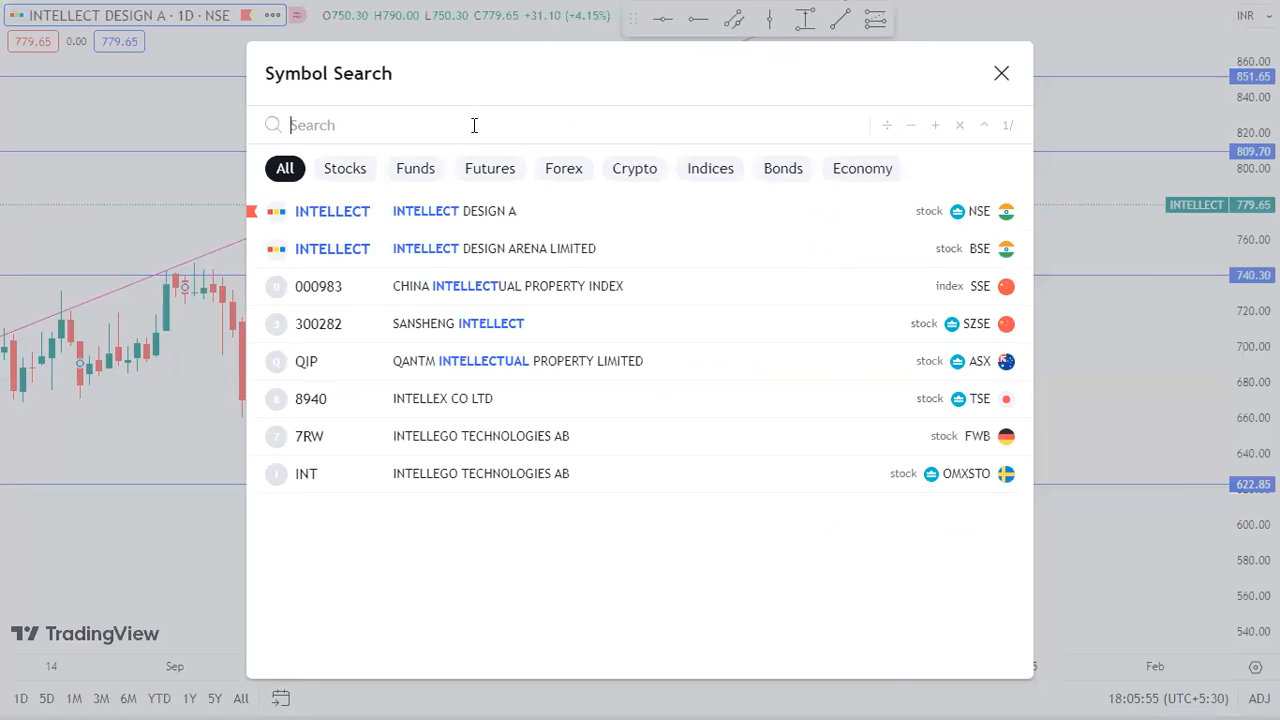 INTELLECT DESIGN A · 1D · NSE O750.30 H790.00 L750.30 C779.65 +31.10 (+4.15%) INR
779.65 0.00 779.65
Symbol Search
Search 1/
All Stocks Funds Futures Forex Crypto Indices Bonds Economy
INTELLECT INTELLECT DESIGN A stock NSE
INTELLECT INTELLECT DESIGN ARENA LIMITED stock BSE
0 000983 CHINA INTELLECTUAL PROPERTY INDEX index SSE
3 300282 SANSHENG INTELLECT stock SZSE
Q QIP QANTM INTELLECTUAL PROPERTY LIMITED stock ASX
8 8940 INTELLEX CO LTD stock TSE
7 7RW INTELLEGO TECHNOLOGIES AB stock FWB
I INT INTELLEGO TECHNOLOGIES AB stock OMXSTO
860.00
851.65
840.00
820.00
809.70
800.00
INTELLECT 779.65
760.00
740.30
720.00
700.00
680.00
660.00
640.00
622.85
600.00
580.00
560.00
540.00
TradingView
14 Sep 5 Feb
1D 5D 1M 3M 6M YTD 1Y 5Y All 18:05:55 (UTC+5:30) ADJ